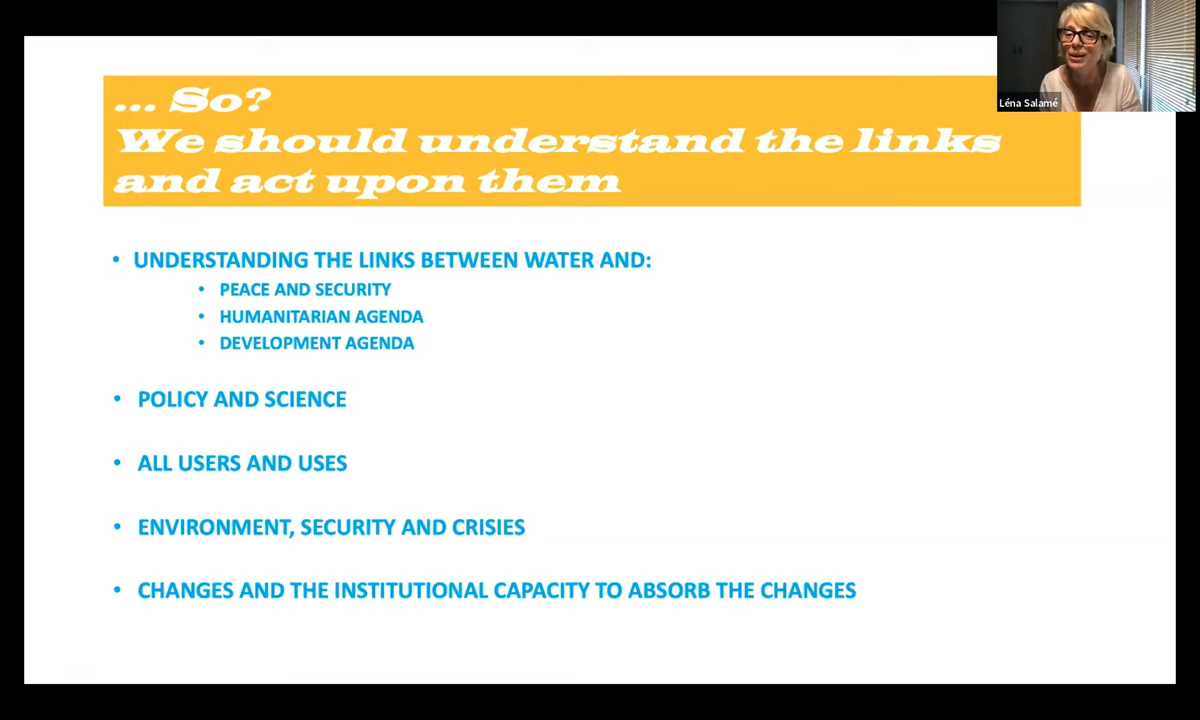 ... So?
We should understand the links
and act upon them
• UNDERSTANDING THE LINKS BETWEEN WATER AND:
• PEACE AND SECURITY
• HUMANITARIAN AGENDA
• DEVELOPMENT AGENDA
• POLICY AND SCIENCE
• ALL USERS AND USES
• ENVIRONMENT, SECURITY AND CRISIES
• CHANGES AND THE INSTITUTIONAL CAPACITY TO ABSORB THE CHANGES
Léna Salamé